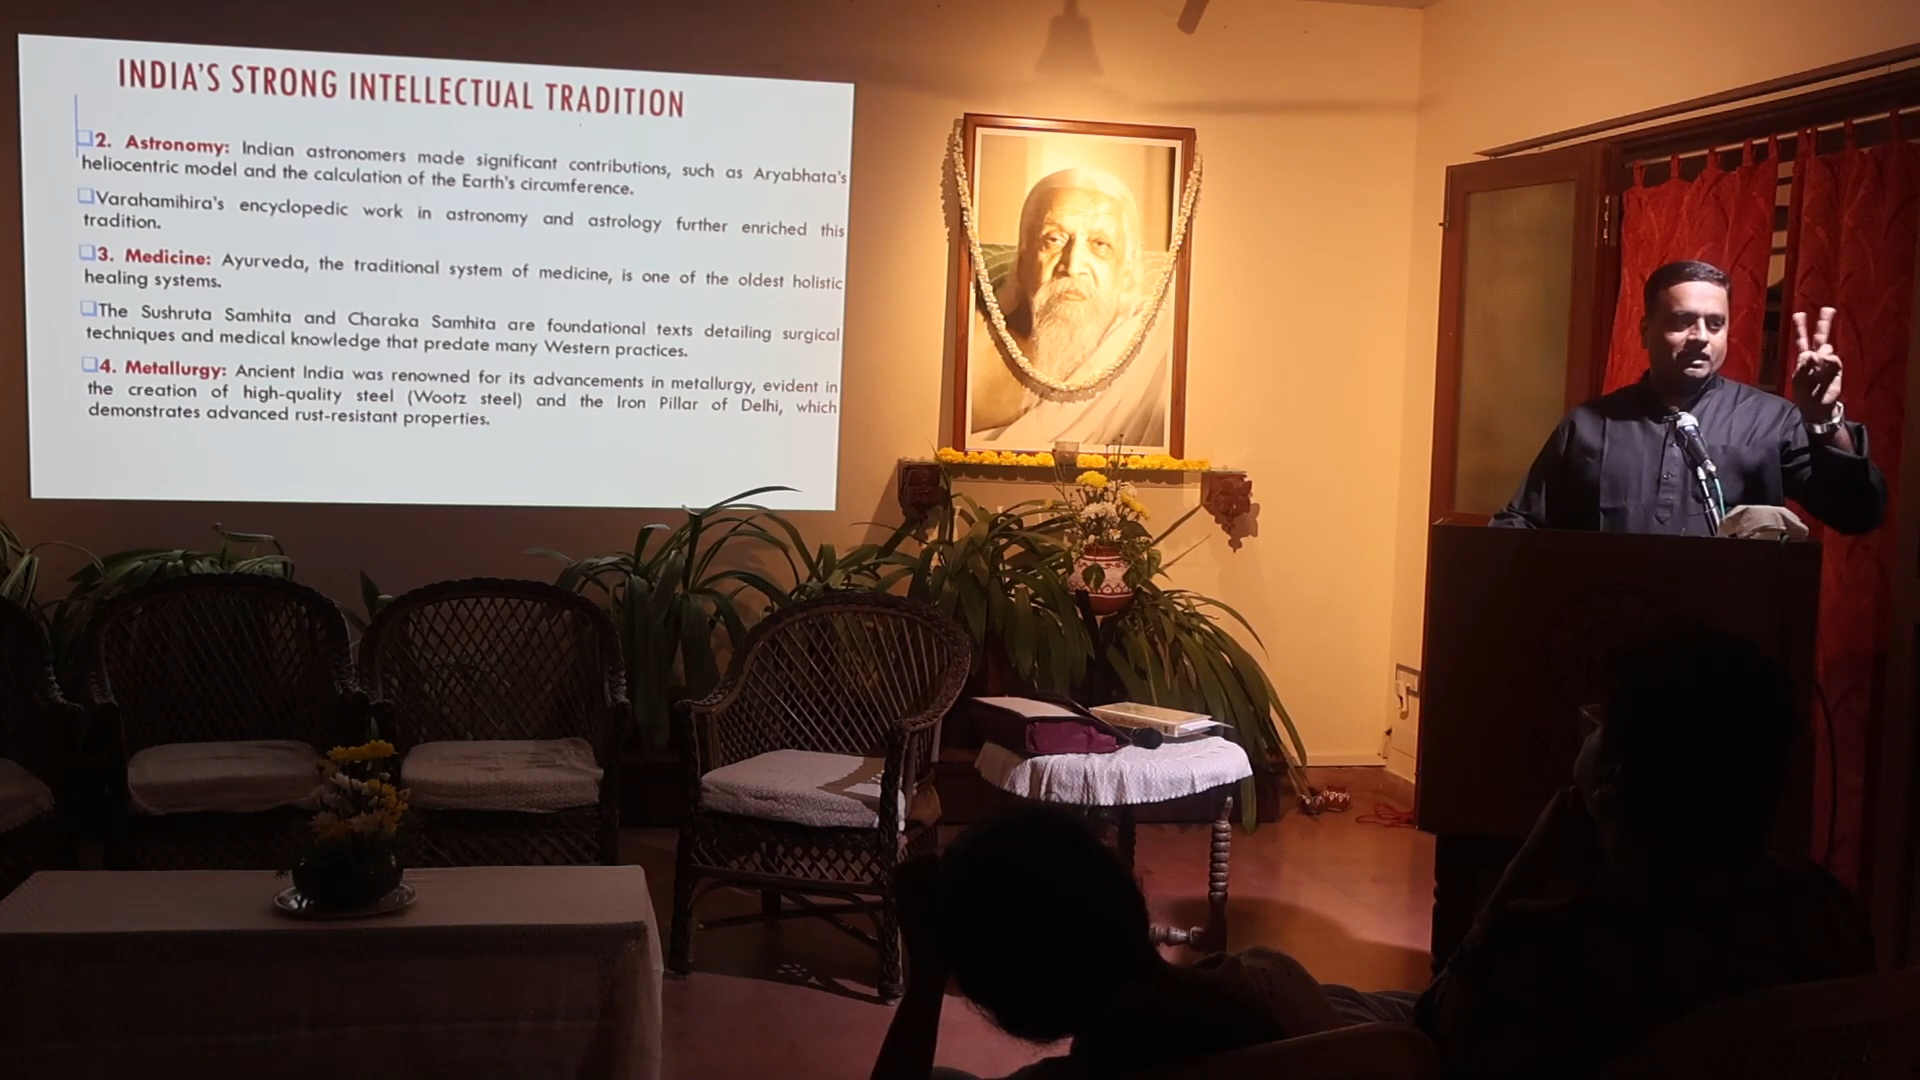 INDIA'S STRONG INTELLECTUAL TRADITION
2. Astronomy: Indian astronomers made significant contributions, such as Aryabhata's
heliocentric model and the calculation of the Earth's circumference.
Varahamihira's encyclopedic work in astronomy and astrology further enriched this
tradition.
3. Medicine: Ayurveda, the traditional system of medicine, is one of the oldest holistic
healing systems.
The Sushruta Samhita and Charaka Samhita are foundational texts detailing surgical
techniques and medical knowledge that predate many Western practices.
4. Metallurgy: Ancient India was renowned for its advancements in metallurgy, evident in
the creation of high-quality steel (Wootz steel) and the Iron Pillar of Delhi, which
demonstrates advanced rust-resistant properties.